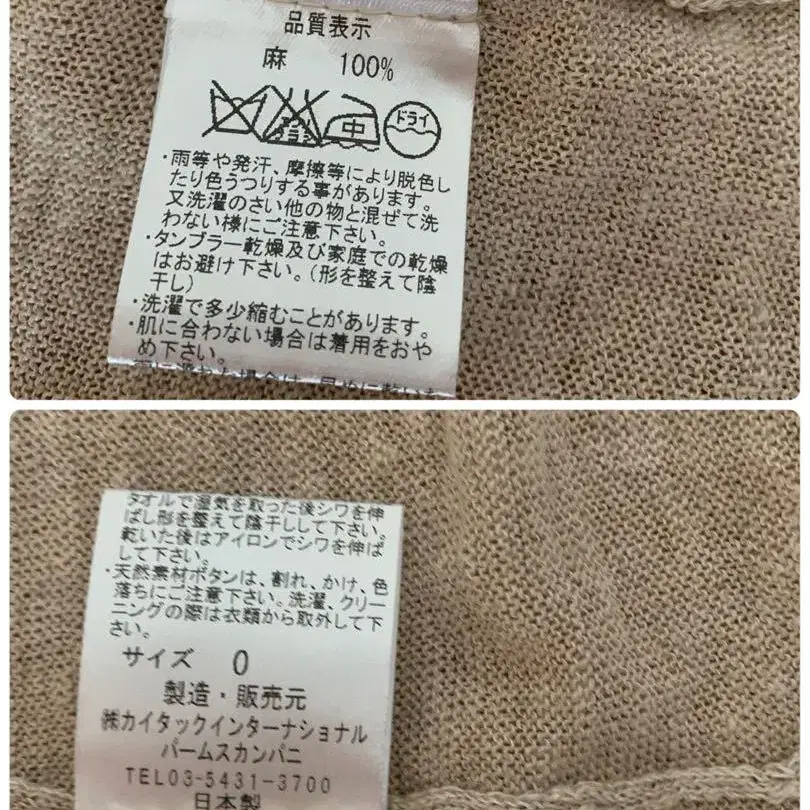 品質表示
麻 100%
エンソ
サラシ
中
ドライ
・雨等や発汗、摩擦等により脱色し
たり色うつりする事があります。
又洗濯のさい他の物と混ぜて洗
わない様にご注意下さい。
・タンブラー乾燥及び家庭での乾燥
はお避け下さい。(形を整えて陰
干し)
・洗濯で多少縮むことがあります。
・肌に合わない場合は着用をおや
め下さい。
タオルで湿気を取った後シワを伸
ばし形を整えて陰干しして下さい。
乾いた後はアイロンでシワを伸ば
して下さい。
・天然素材ボタンは、割れ、かけ、色
落ちにご注意下さい。洗濯、クリー
ニングの際は衣類から取外して下
さい。
サイズ 0
製造・販売元
㈱カイタックインターナショナル
パームスカンパニ
TEL03-5431-3700
日本製